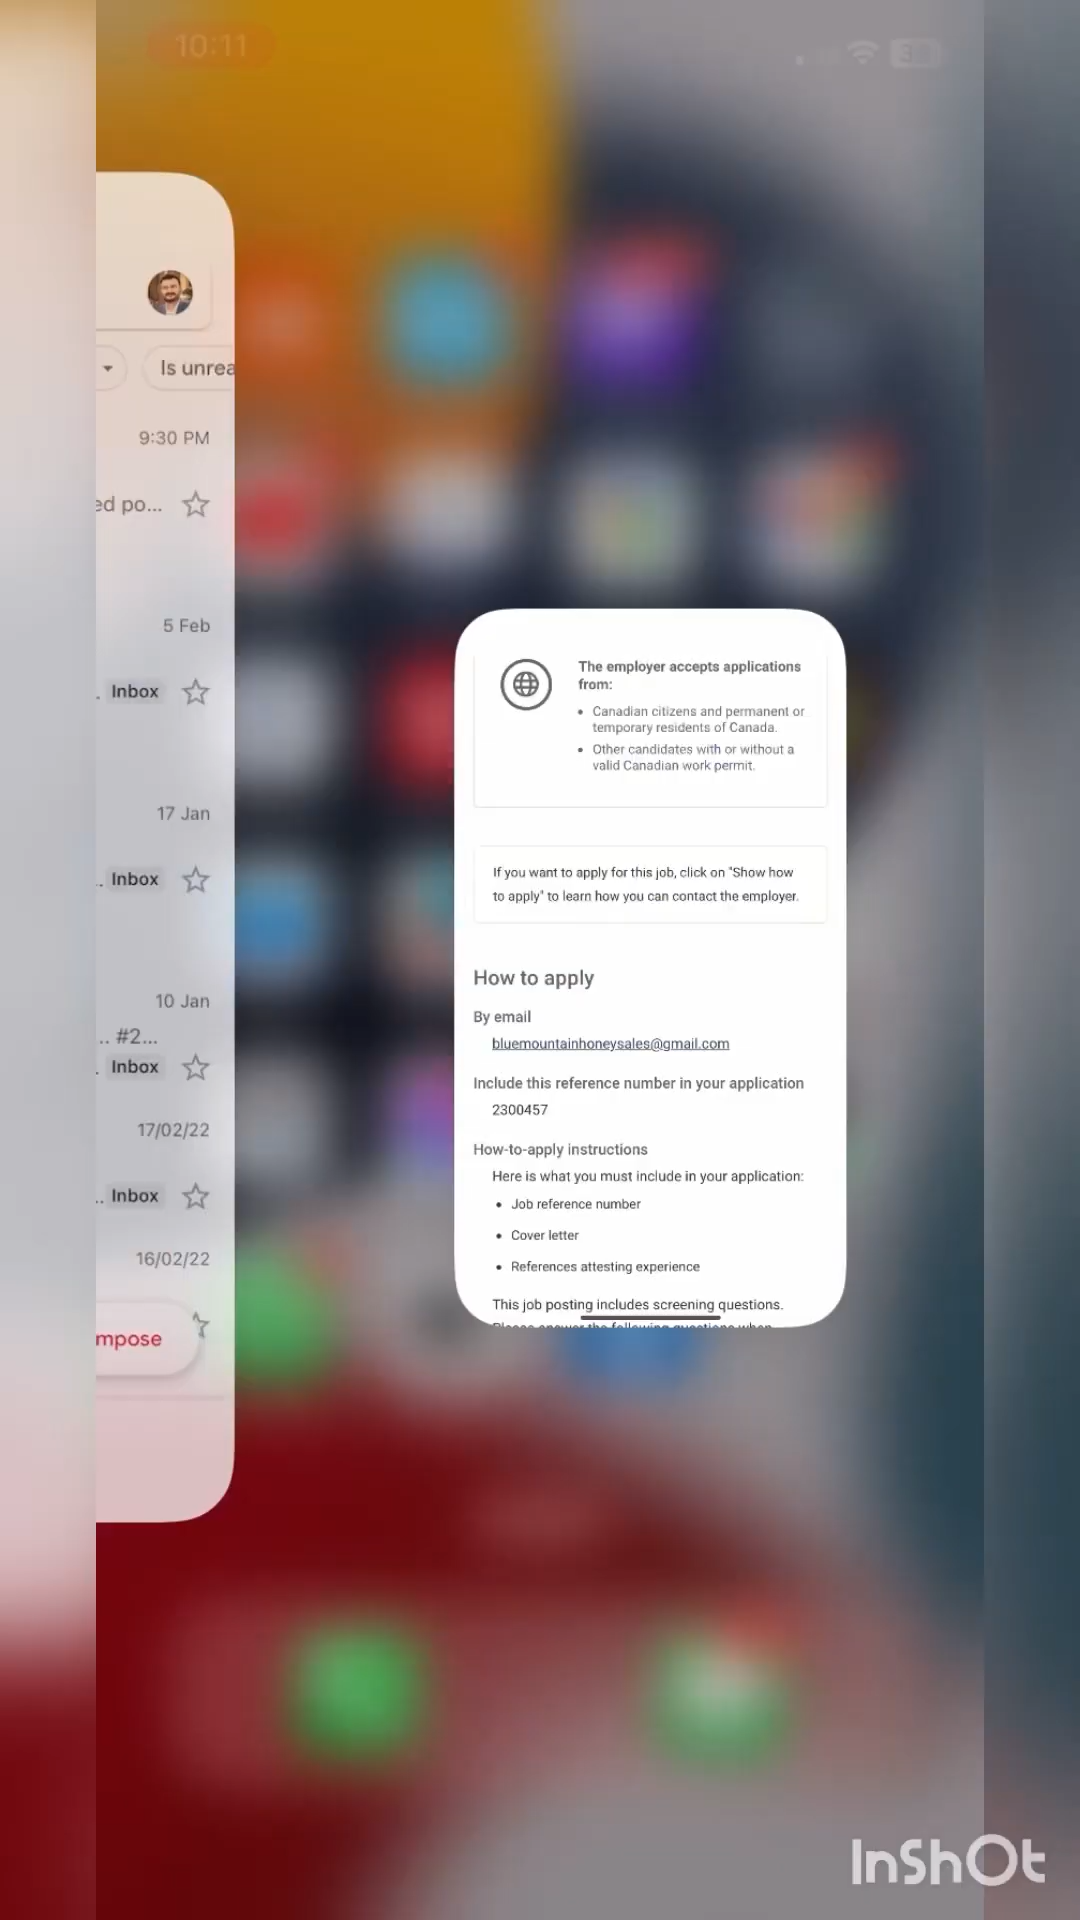 10:11
Is unrea
9:30 PM
ed po...
5 Feb
. Inbox
17 Jan
.. Inbox
10 Jan
.. #2...
. Inbox
17/02/22
.. Inbox
16/02/22
mpose
The employer accepts applications
from:
• Canadian citizens and permanent or
temporary residents of Canada.
• Other candidates with or without a
valid Canadian work permit.
If you want to apply for this job, click on "Show how
to apply" to learn how you can contact the employer.
How to apply
By email
bluemountainhoneysales@gmail.com
Include this reference number in your application
2300457
How-to-apply instructions
Here is what you must include in your application:
• Job reference number
• Cover letter
• References attesting experience
This job posting includes screening questions.
Please answer the following questions when
InShOt